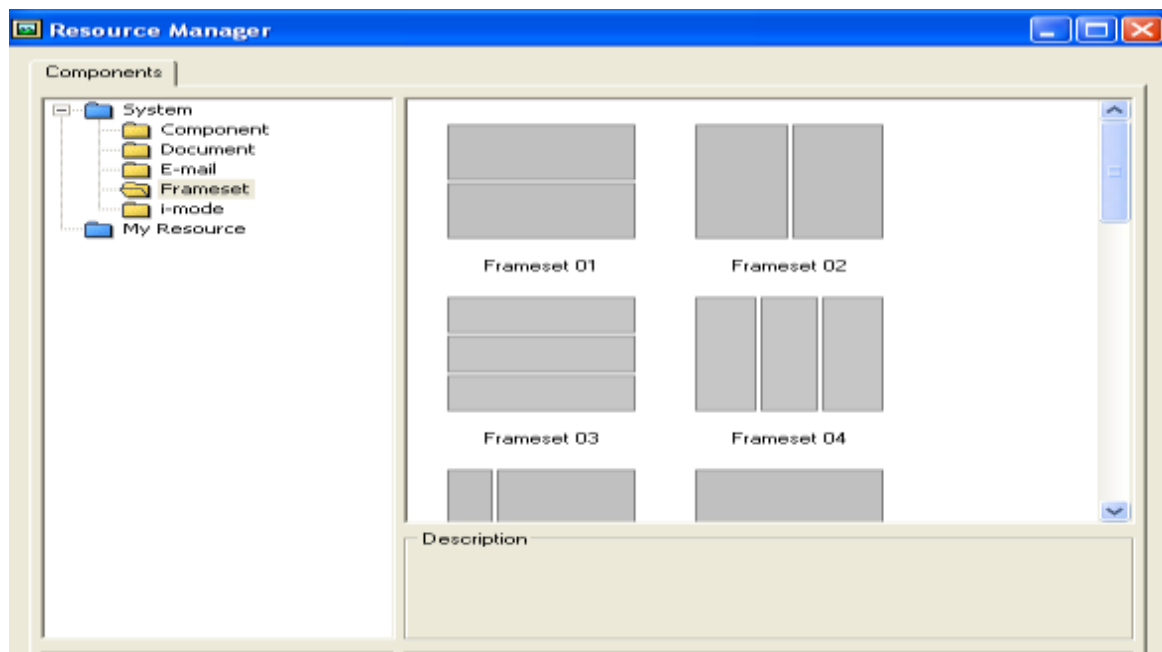 Resource Manager
Components
System
Component
Document
E-mail
Frameset
i-mode
My Resource
Frameset 01
Frameset 02
Frameset 03
Frameset 04
Description